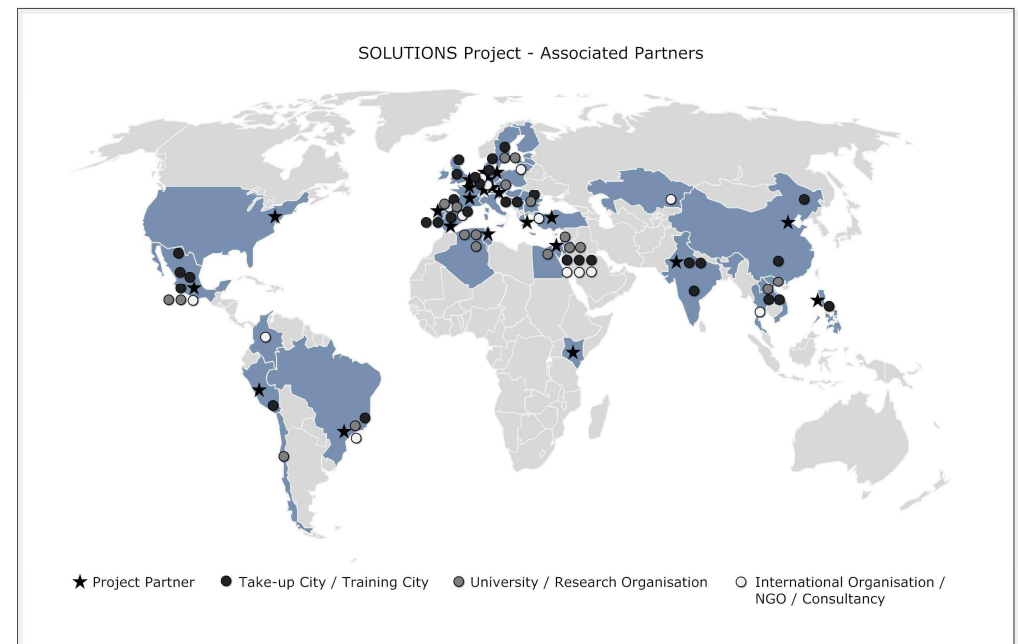 SOLUTIONS Project - Associated Partners
Project Partner
Take-up City / Training City
University / Research Organisation
International Organisation /
NGO / Consultancy